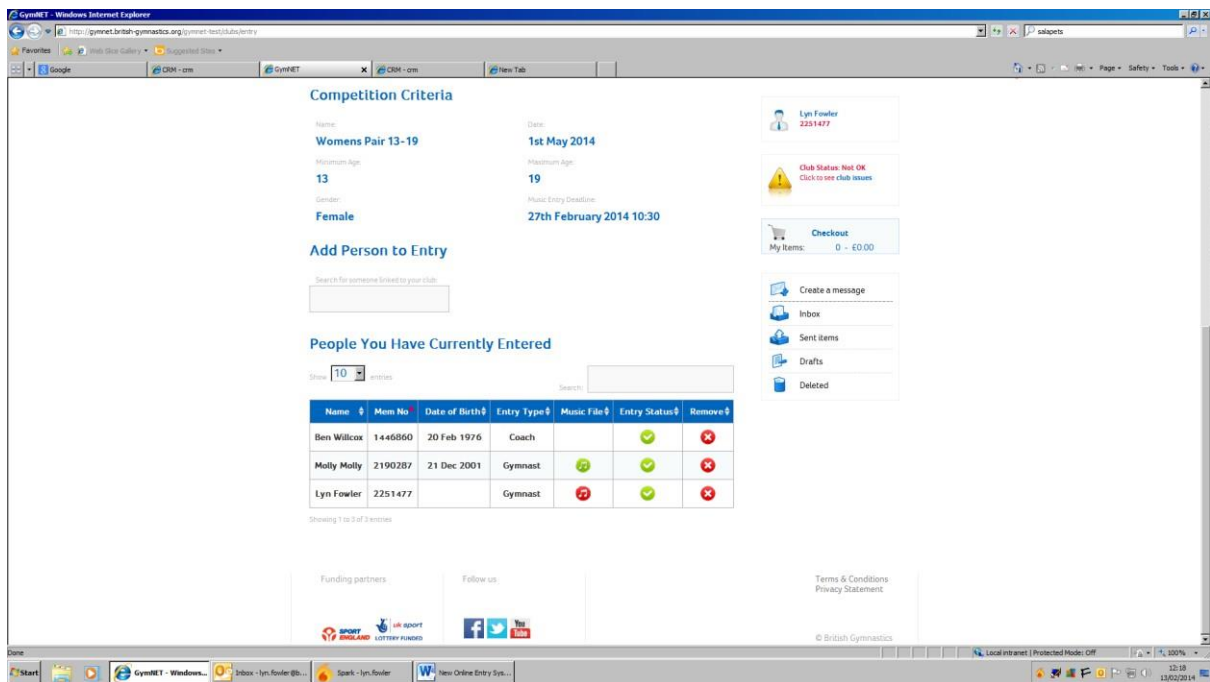 GymNET - Windows Internet Explorer
http://gymnet.british-gymnastics.org/gymnet-test/clubs/entry
salapets
Favorites Web Slice Gallery Suggested Sites
Google CRM - crm GymNET CRM - crm New Tab
Page Safety Tools
Competition Criteria
Name: Date:
Womens Pair 13-19 1st May 2014
Minimum Age: Maximum Age:
13 19
Gender: Music Entry Deadline:
Female 27th February 2014 10:30
Add Person to Entry
Search for someone linked to your club:
People You Have Currently Entered
Show 10 entries Search:
Name Mem No Date of Birth Entry Type Music File Entry Status Remove
Ben Willcox 1446860 20 Feb 1976 Coach
Molly Molly 2190287 21 Dec 2001 Gymnast
Lyn Fowler 2251477 Gymnast
Showing 1 to 3 of 3 entries
Lyn Fowler
2251477
Club Status: Not OK
Click to see club issues
Checkout
My Items: 0 - £0.00
Create a message
Inbox
Sent items
Drafts
Deleted
Funding partners Follow us Terms & Conditions
Privacy Statement
SPORT ENGLAND uk sport LOTTERY FUNDED You Tube
© British Gymnastics
Done Local intranet | Protected Mode: Off 100%
Start GymNET - Windows... Inbox - lyn.fowler@b... Spark - lyn.fowler New Online Entry Sys... 12:18
13/02/2014